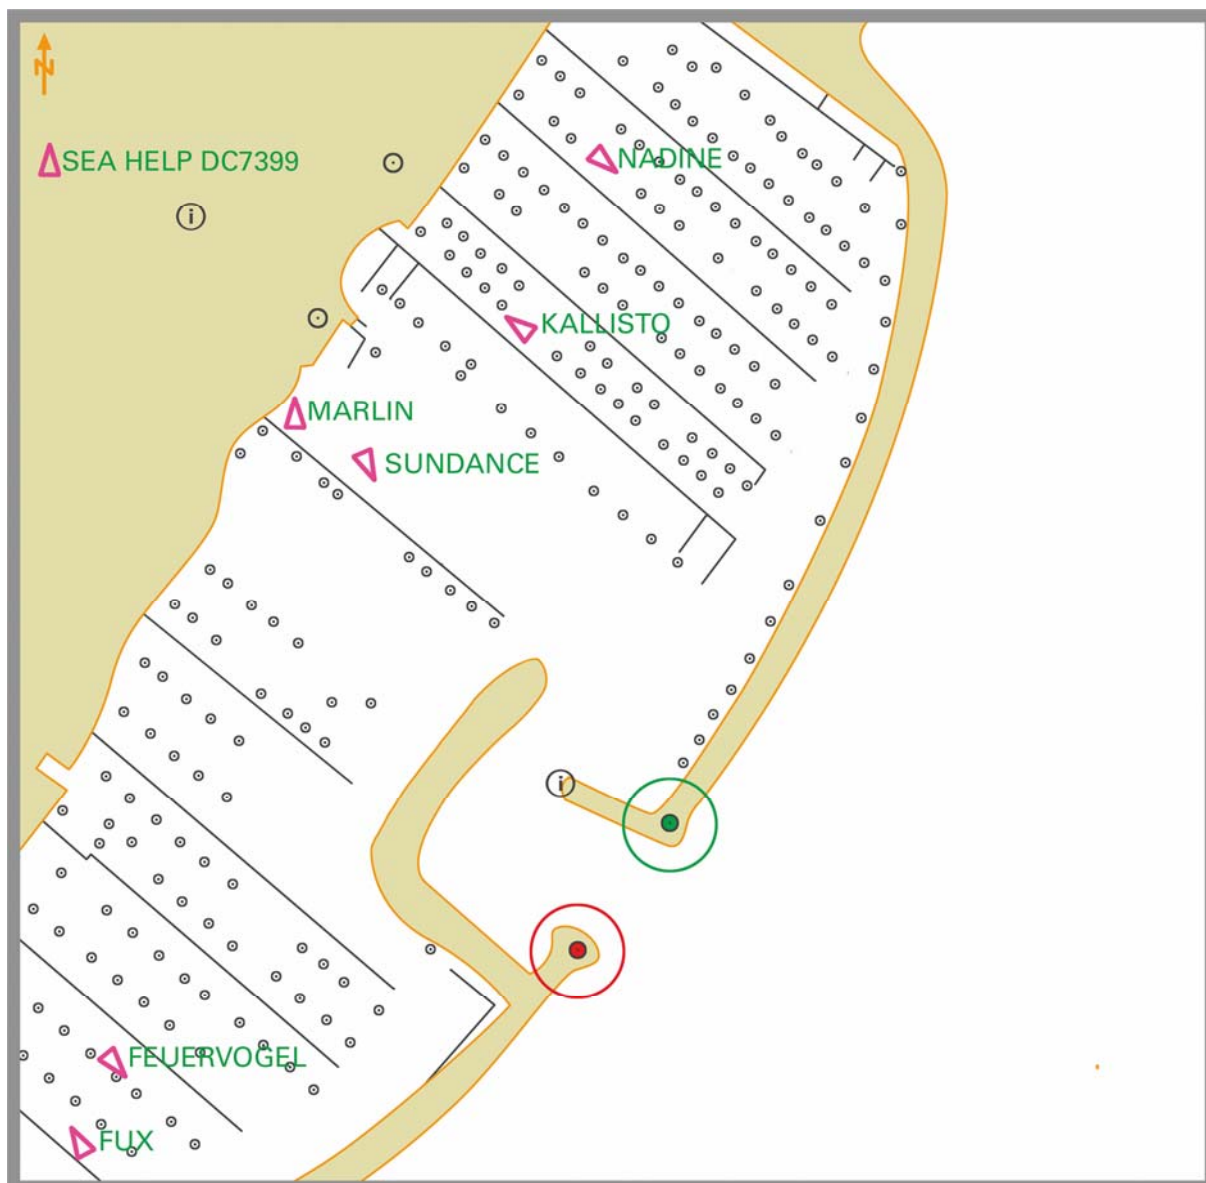 N
SEA HELP DC7399
NADINE
i
KALLISTO
MARLIN
SUNDANCE
i
FEUERVOGEL
FUX